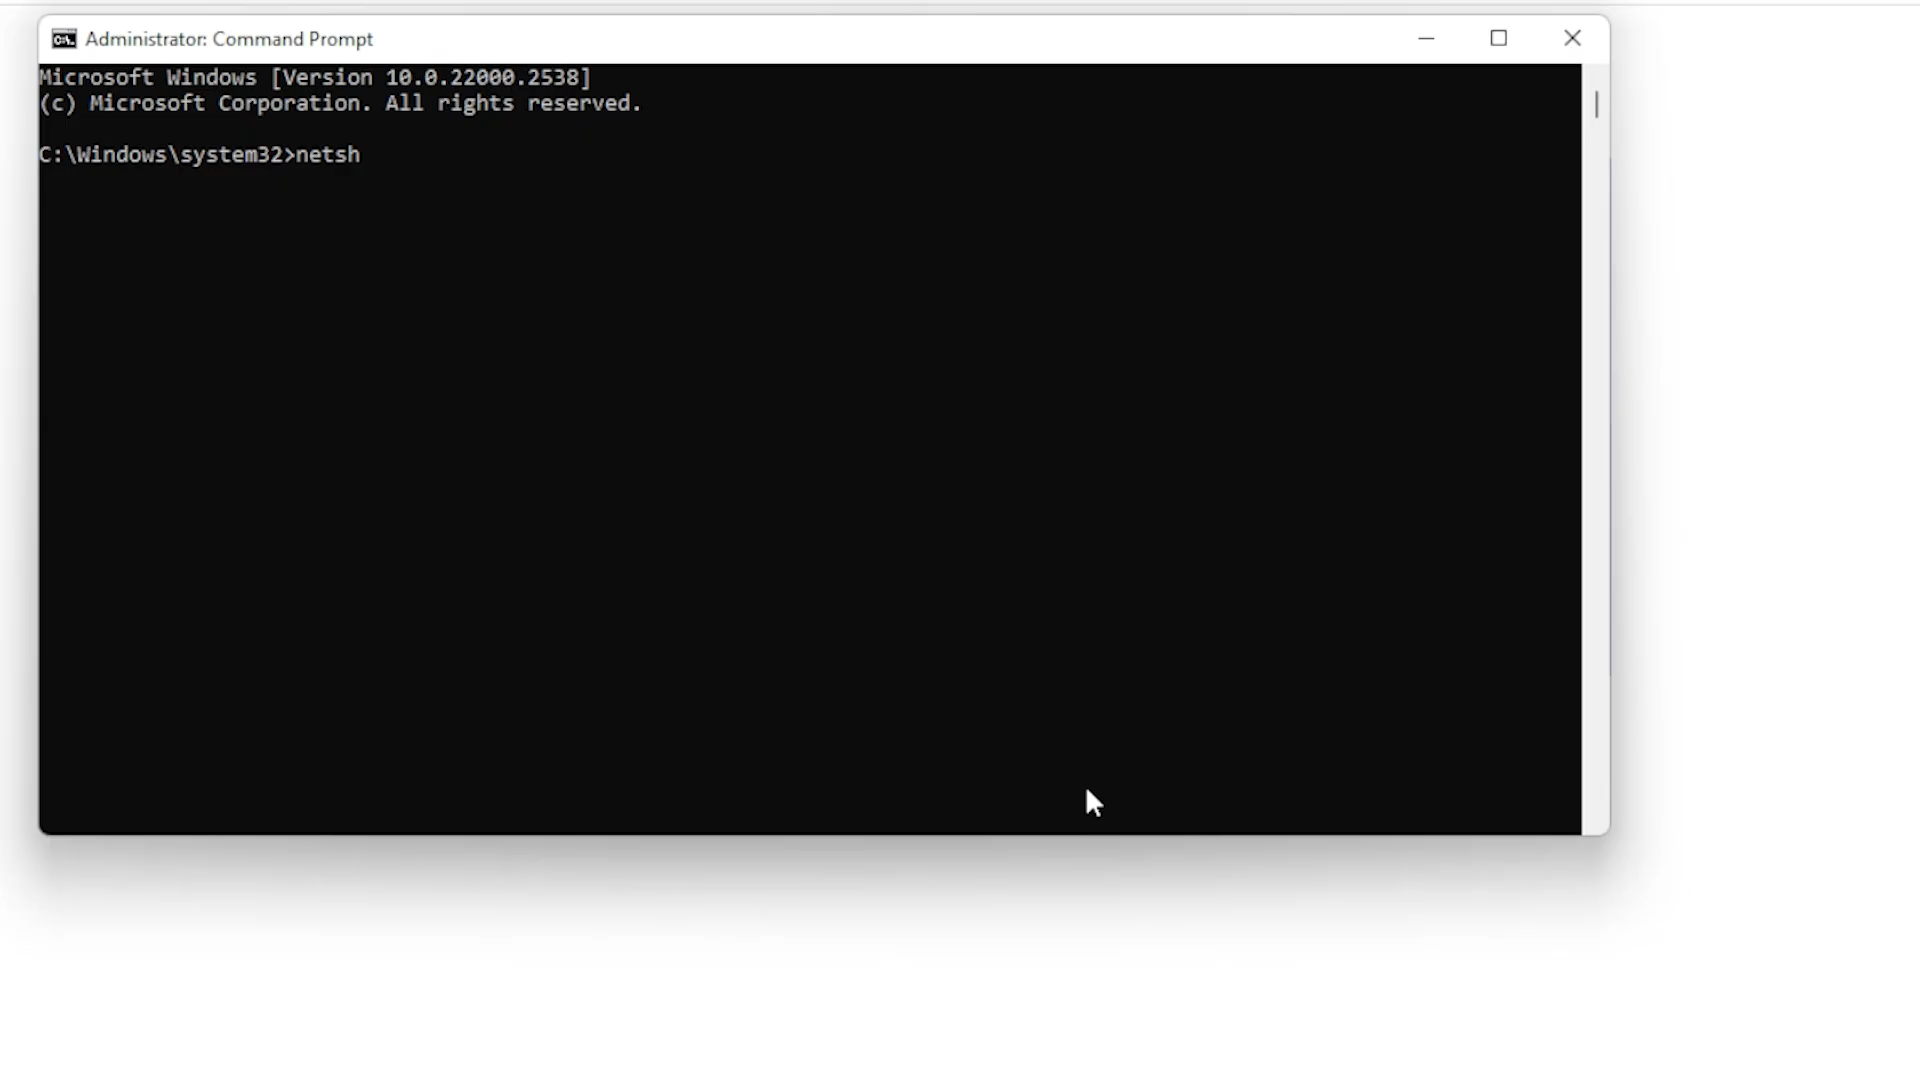 Administrator: Command Prompt
Microsoft Windows [Version 10.0.22000.2538]
(c) Microsoft Corporation. All rights reserved.
C:\Windows\system32>netsh